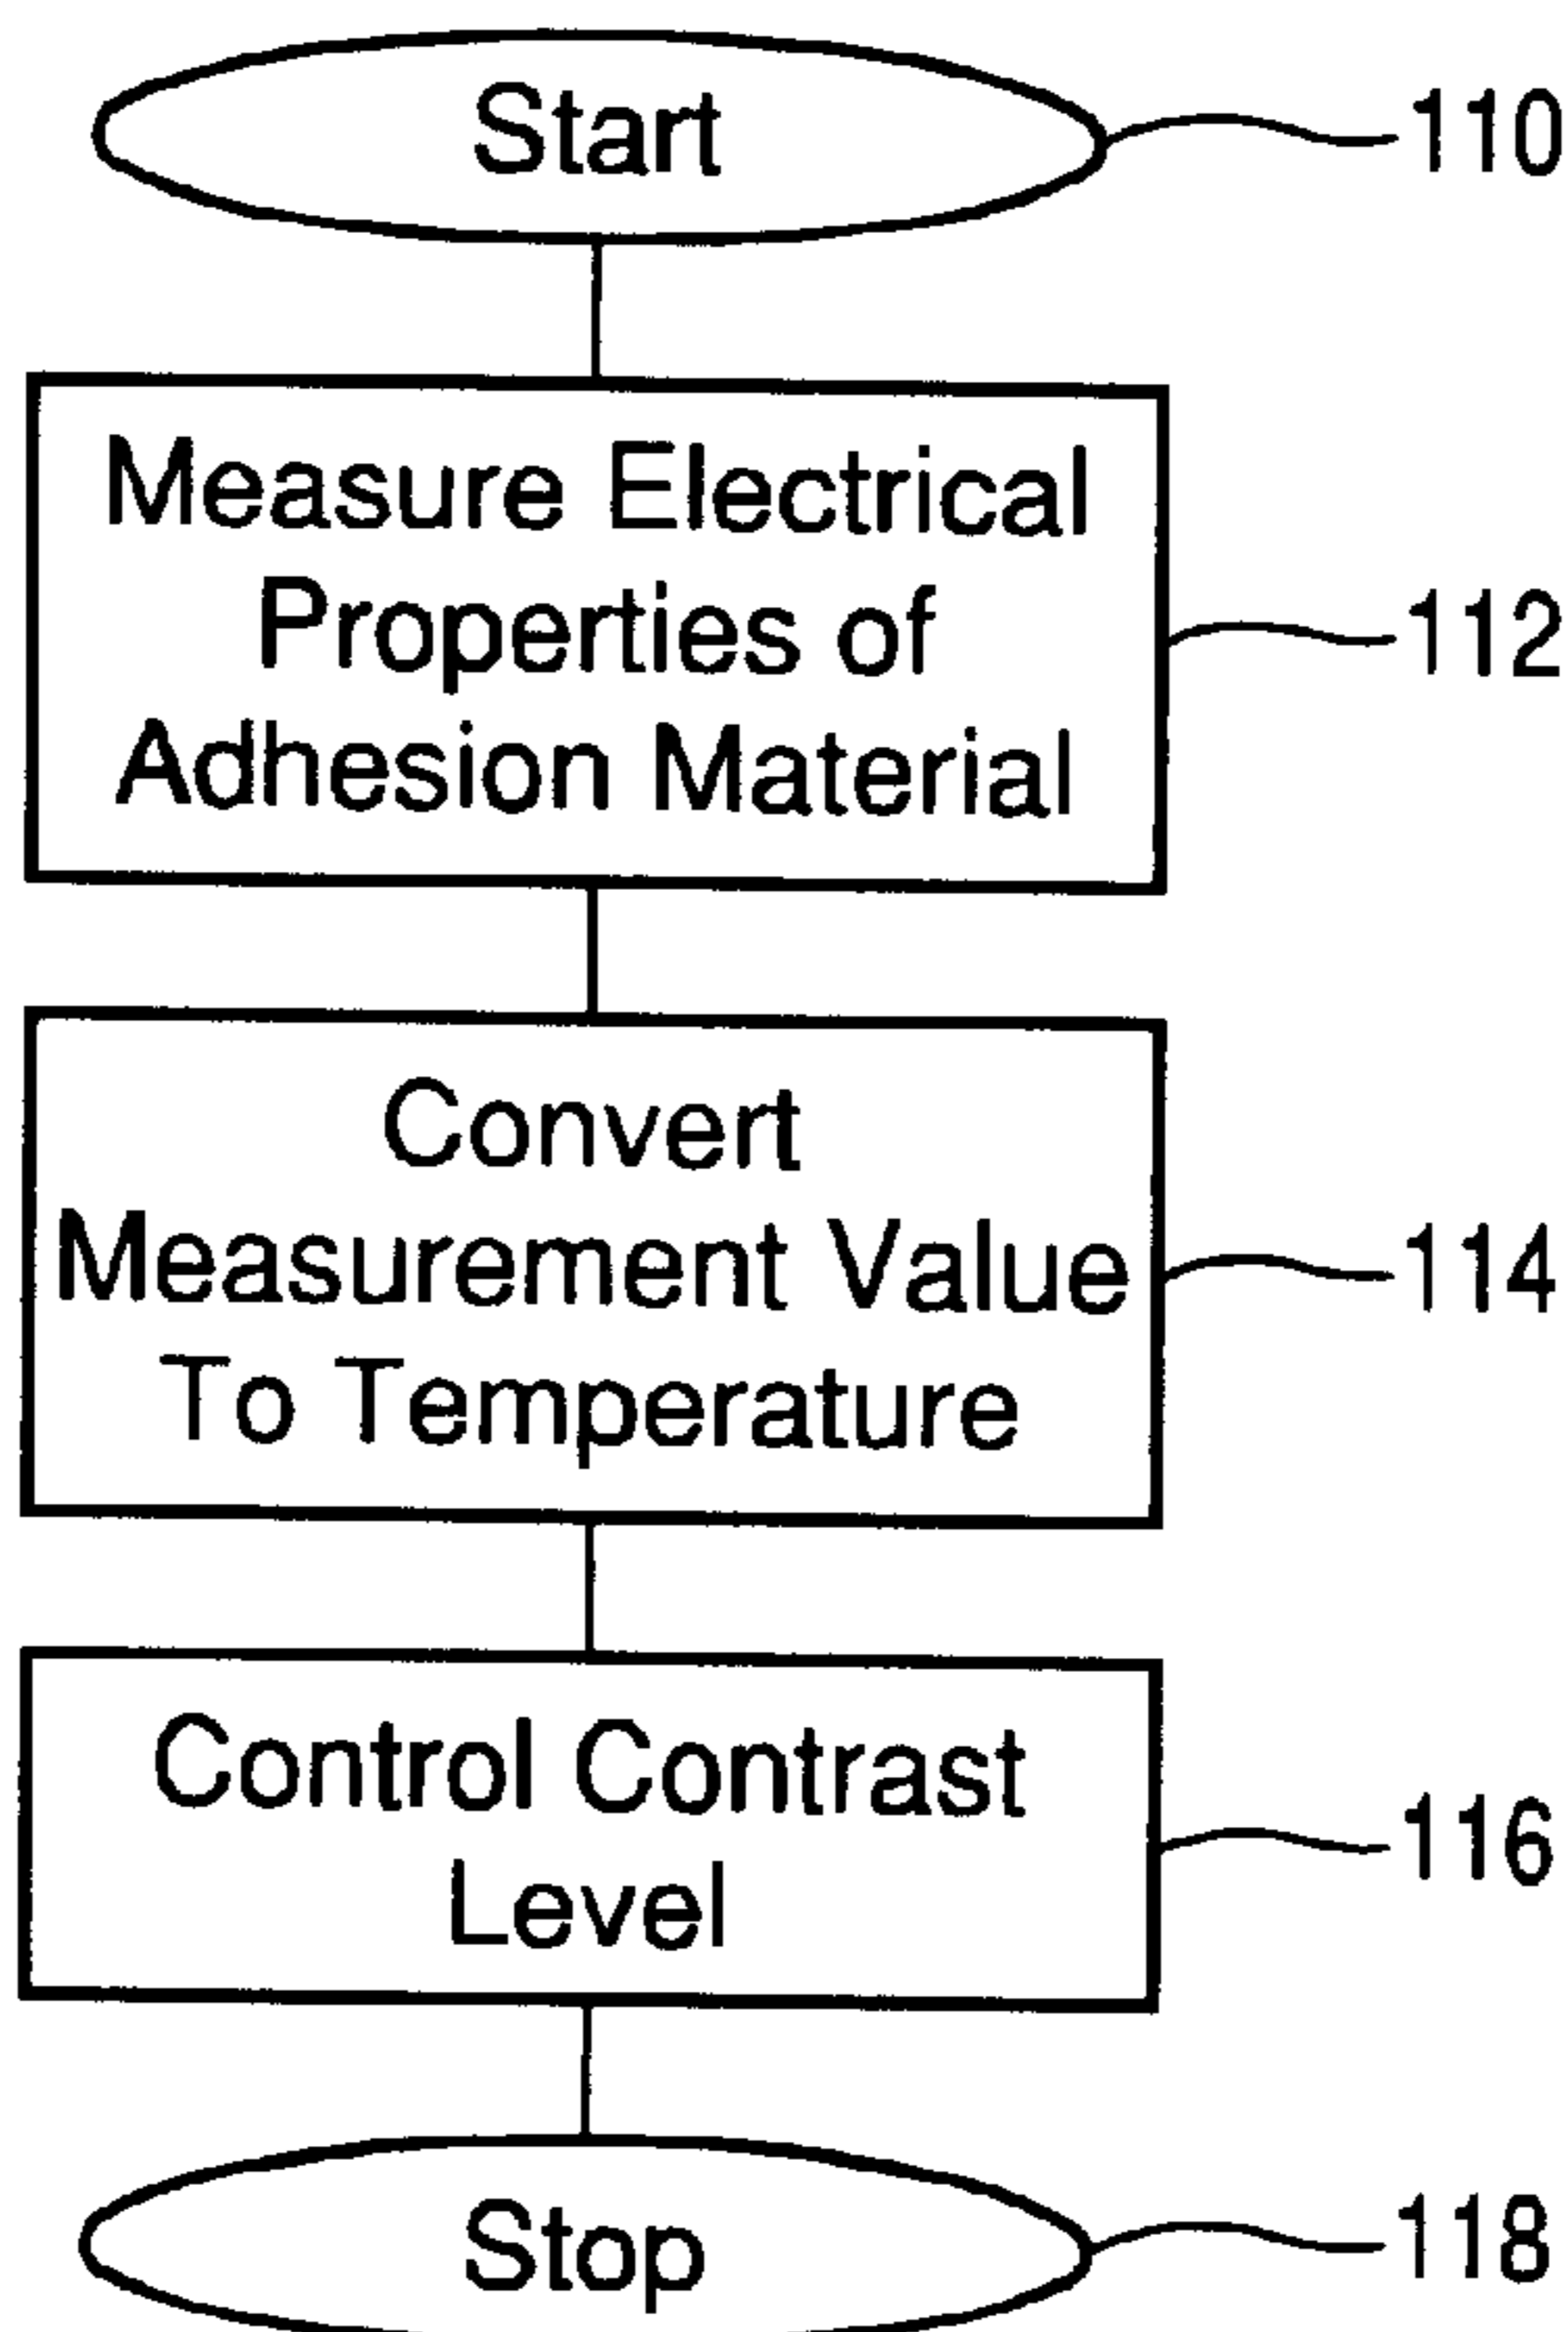 Start
110
Measure Electrical
Properties of
Adhesion Material
112
Convert
Measurement Value
To Temperature
114
Control Contrast
Level
116
Stop
118